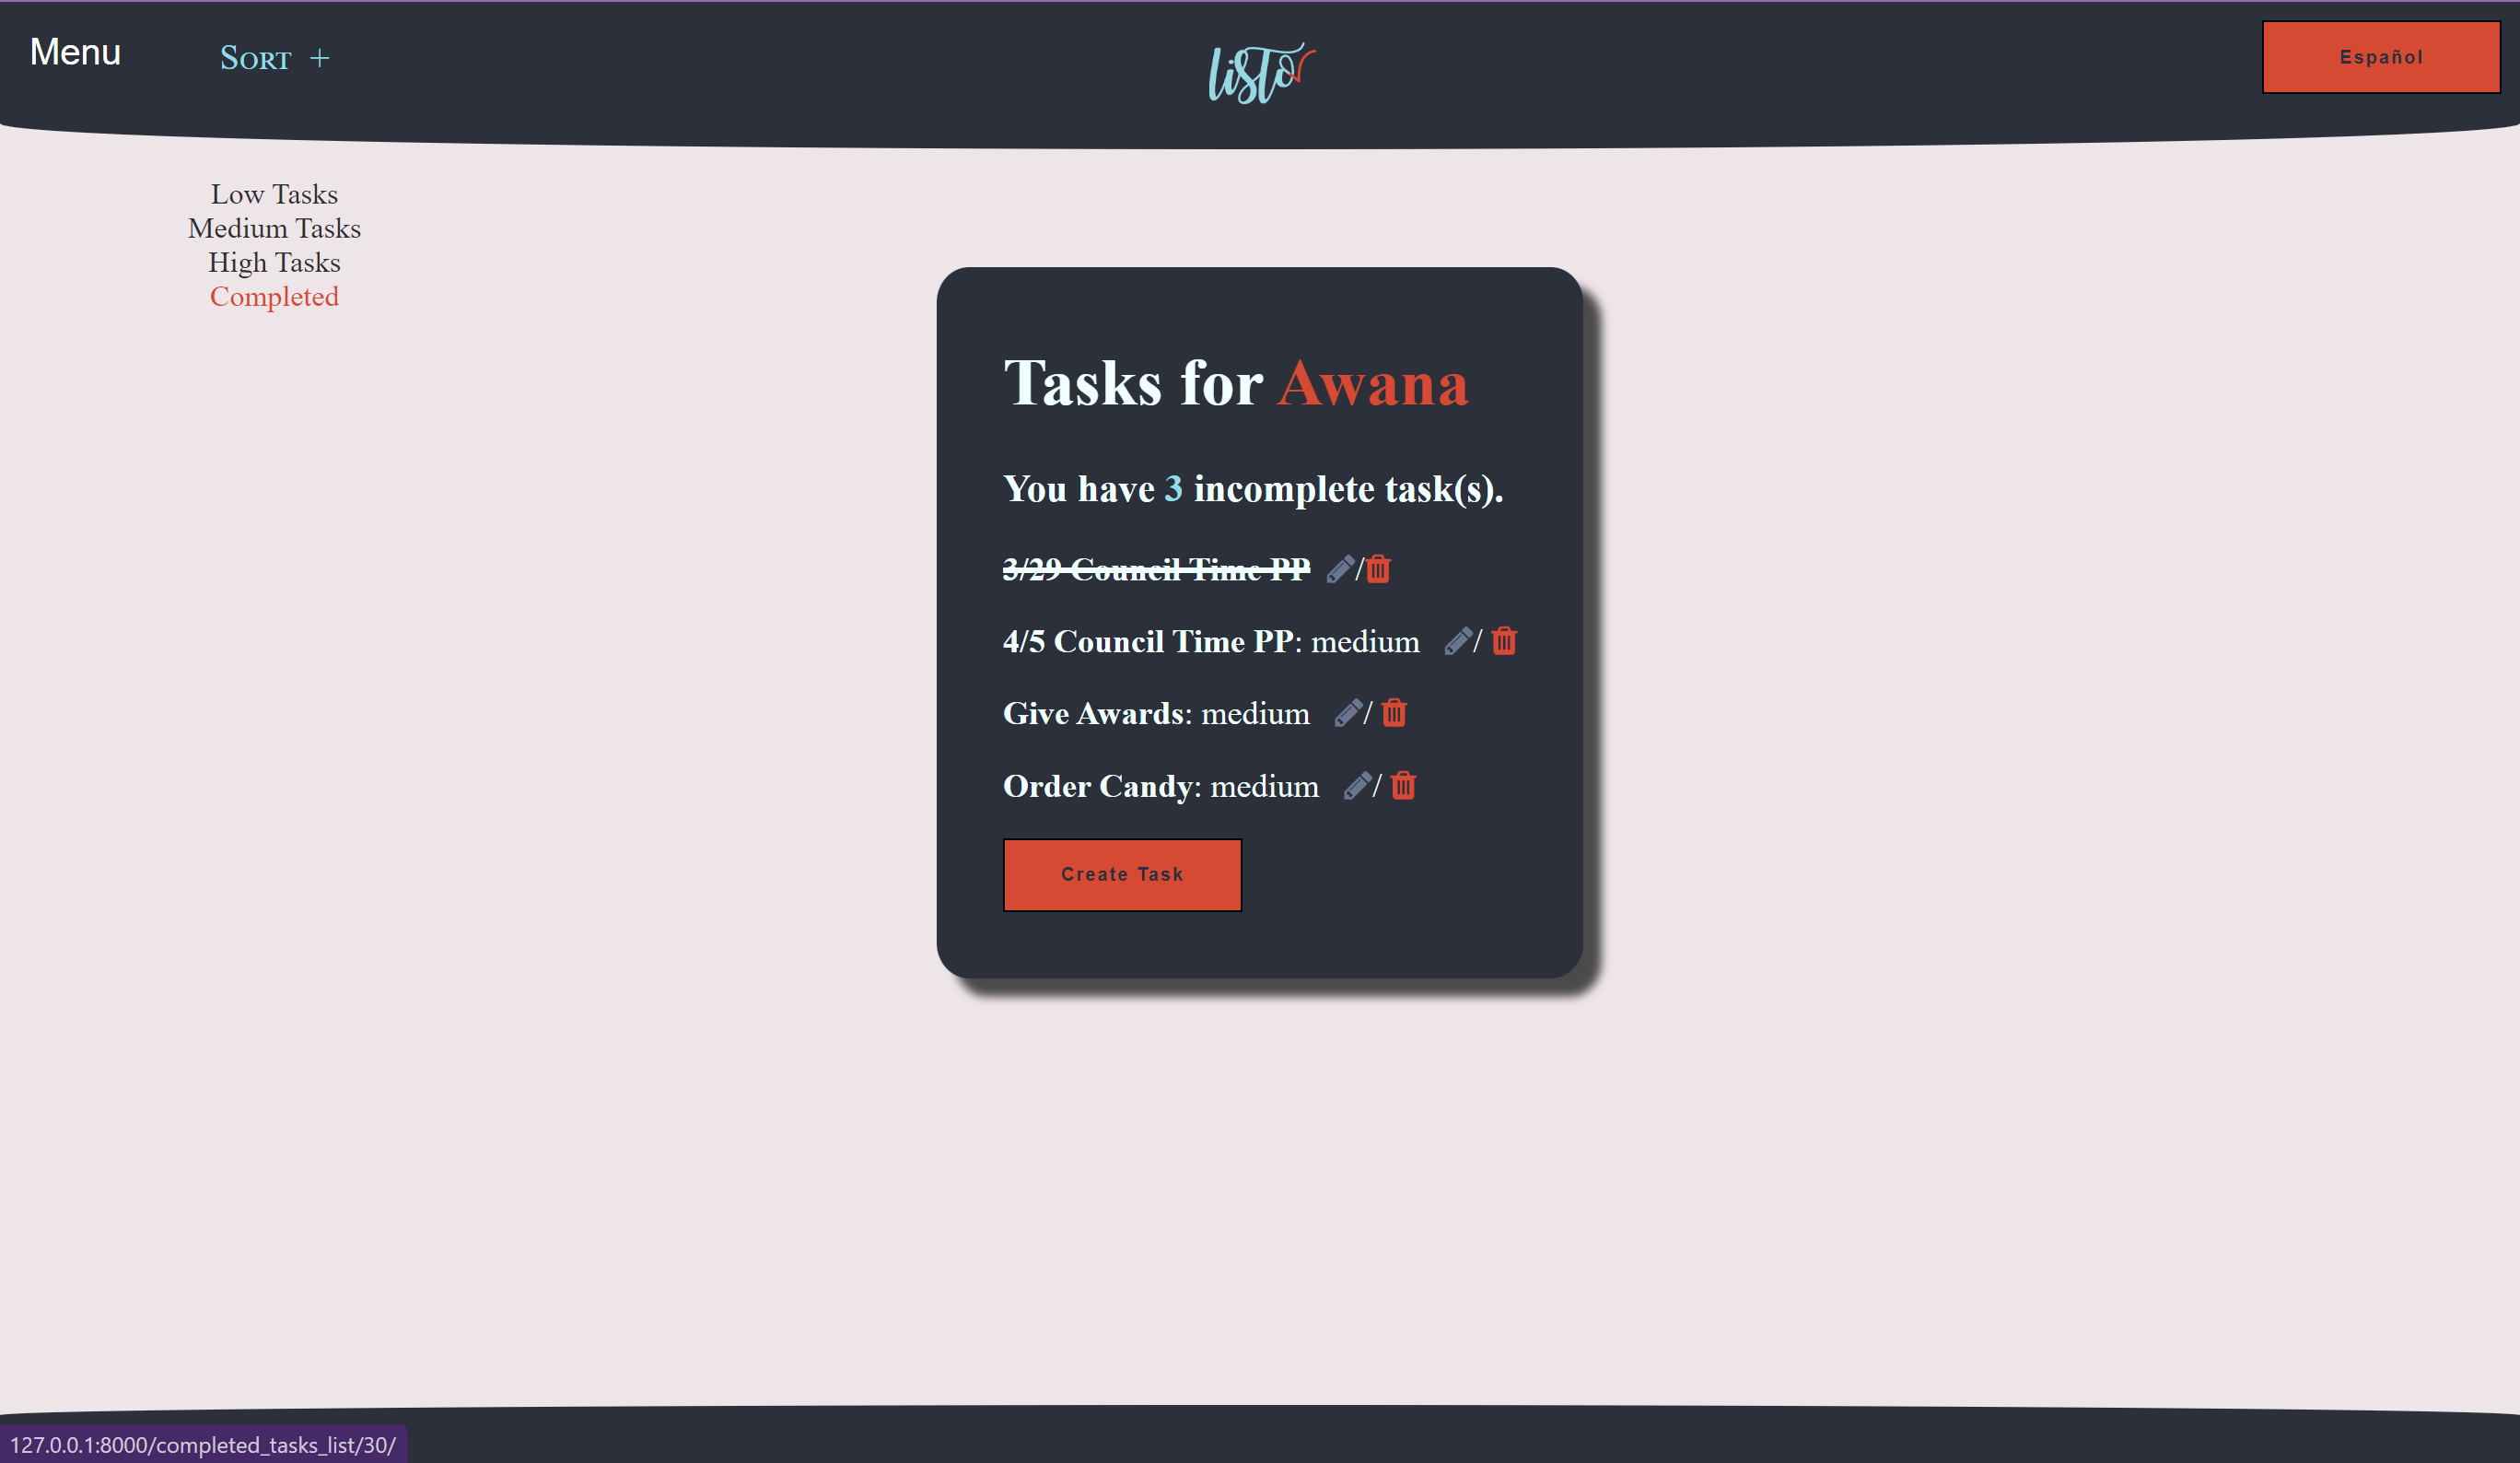 Menu
Sort +
listo
Español
Low Tasks
Medium Tasks
High Tasks
Completed
Tasks for Awana
You have 3 incomplete task(s).
3/29 Council Time PP /
4/5 Council Time PP: medium /
Give Awards: medium /
Order Candy: medium /
Create Task
127.0.0.1:8000/completed_tasks_list/30/